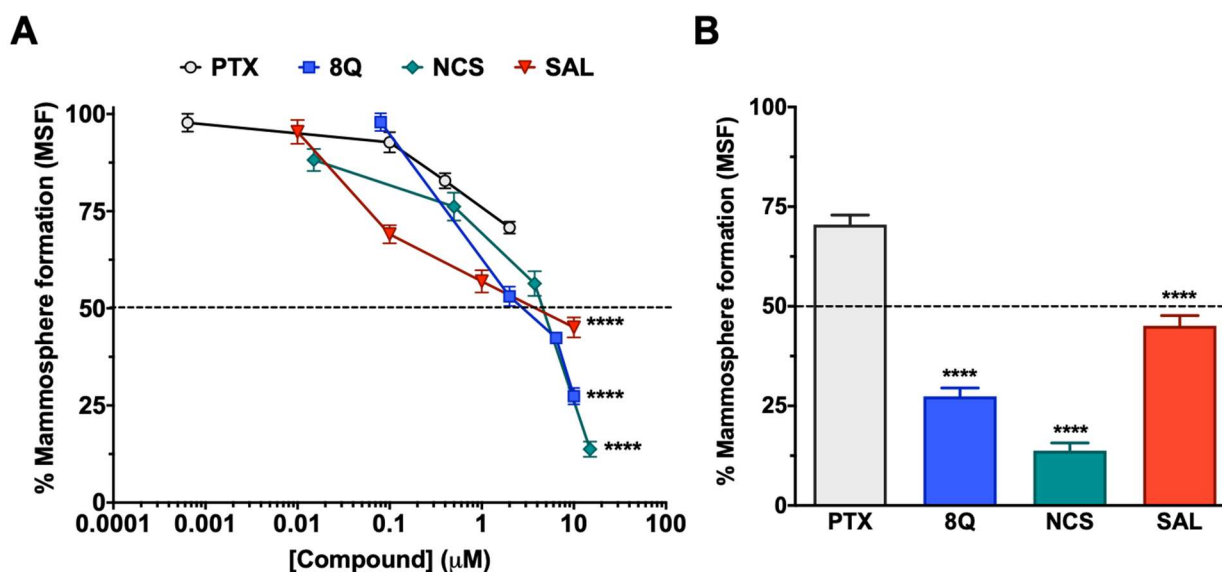 A
PTX 8Q NCS SAL
% Mammosphere formation (MSF)
100
75
50
25
0
****
****
****
0.0001 0.001 0.01 0.1 1 10 100
[Compound] (μM)
B
% Mammosphere formation (MSF)
100
75
50
25
0
****
****
****
PTX 8Q NCS SAL